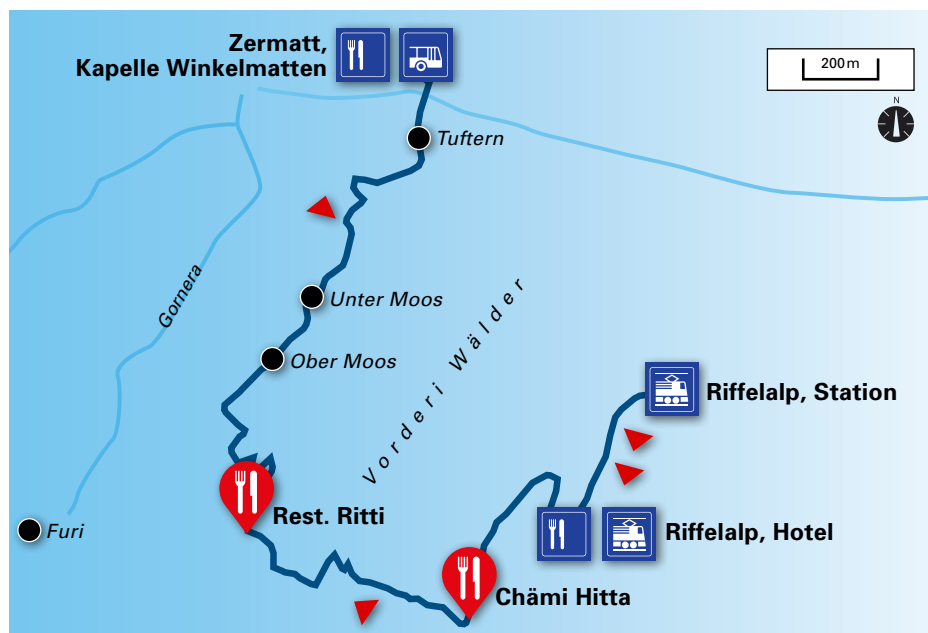 Zermatt,
Kapelle Winkelmatten
200 m
N
Tuftern
Gornera
Unter Moos
Ober Moos
Vorderi Wälder
Riffelalp, Station
Rest. Ritti
Furi
Riffelalp, Hotel
Chämi Hitta